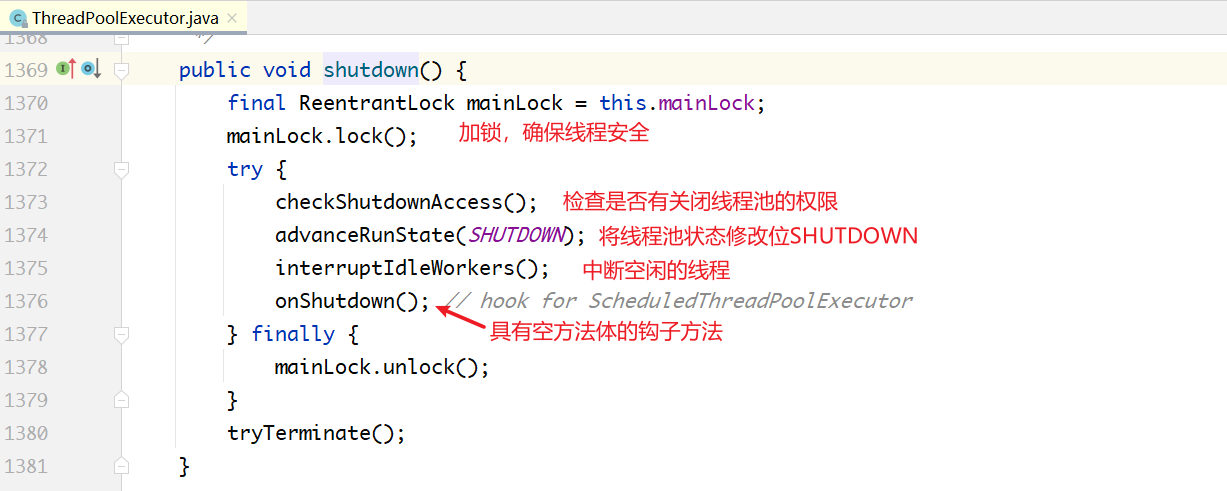 ThreadPoolExecutor.java
1368 */
1369 public void shutdown() {
1370 final ReentrantLock mainLock = this.mainLock;
1371 mainLock.lock(); 加锁，确保线程安全
1372 try {
1373 checkShutdownAccess(); 检查是否有关闭线程池的权限
1374 advanceRunState(SHUTDOWN); 将线程池状态修改位SHUTDOWN
1375 interruptIdleWorkers(); 中断空闲的线程
1376 onShutdown(); // hook for ScheduledThreadPoolExecutor
1377 } finally { 具有空方法体的钩子方法
1378 mainLock.unlock();
1379 }
1380 tryTerminate();
1381 }